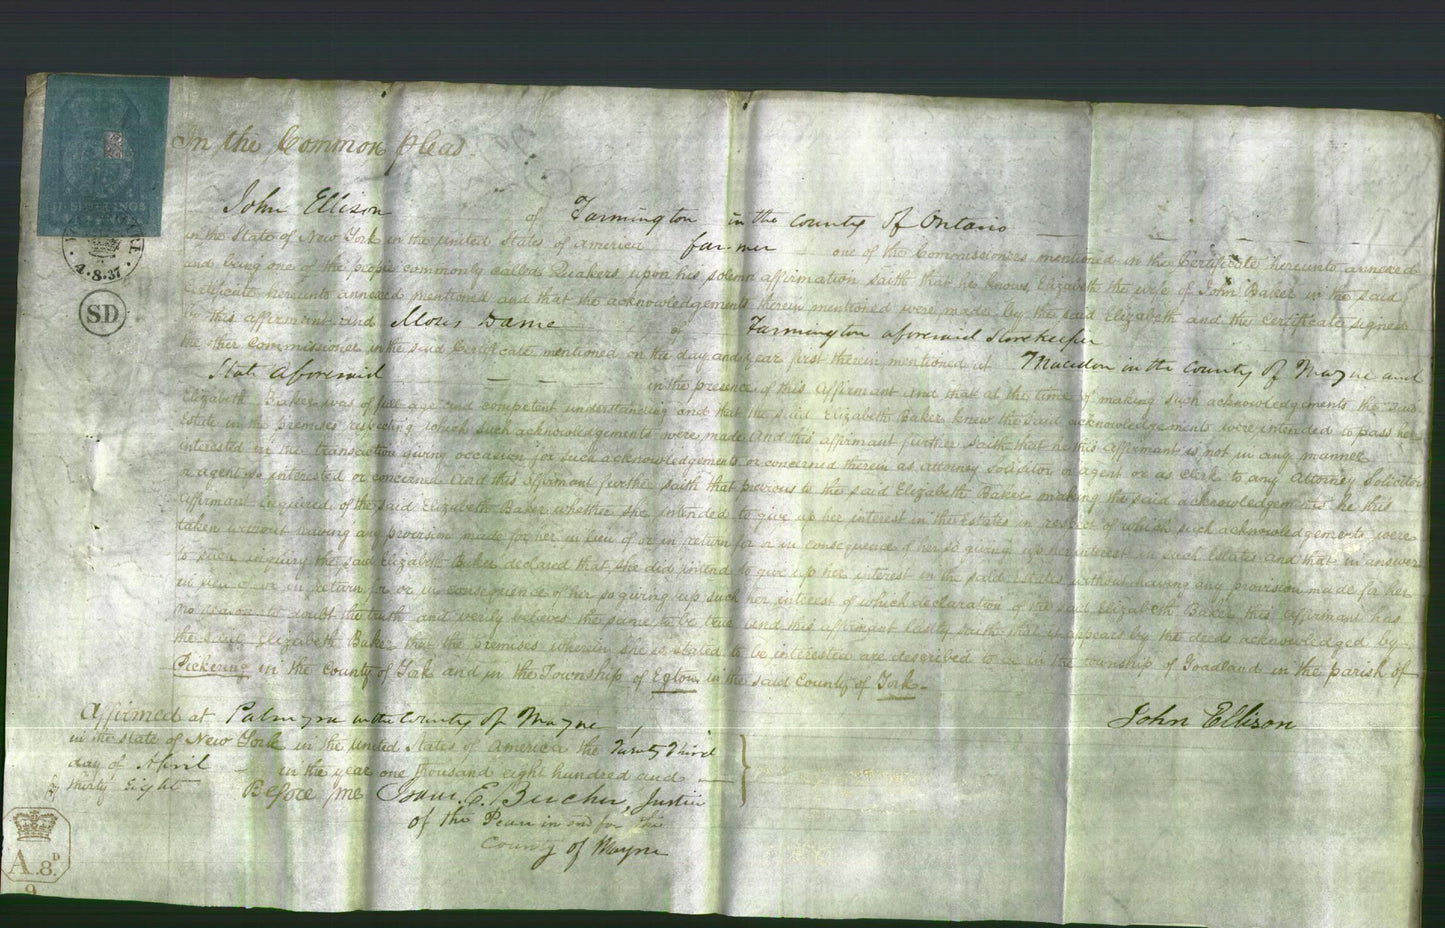 In the Common Pleas.
John Ellison of Farmington in the County of Ontario
in the State of New York in the united States of America farmer one of the Commissioners mentioned in the Certificate hereunto annexed
and being one of the people commonly called Quakers upon his solemn affirmation saith that he knows Elizabeth the wife of John Baker in the said
Certificate hereunto annexed mentioned and that the acknowledgements therein mentioned were made by the said Elizabeth and the Certificate signed
by this affirmant and Dame of Farmington aforesaid Storekeeper
the other Commissioner in the said Certificate mentioned on the day and year first therein mentioned at Macedon in the County of Wayne and
State aforesaid in the presence of this Affirmant and that at the time of making such acknowledgements the said
Elizabeth Baker was of full age and competent understanding and that the said Elizabeth Baker knew the said acknowledgements were intended to pass her
Estate in the premises respecting which such acknowledgements were made And this affirmant further saith that he this Affirmant is not in any manner
interested in the transaction giving occasion for such acknowledgements or concerned therein as attorney solicitor or agent or as clerk to any Attorney Solicitor
or agent so interested or concerned And this affirmant further saith that previous to the said Elizabeth Baker making the said acknowledgements he this
Affirmant inquired of the said Elizabeth Baker whether she intended to give up her interest in the Estates in respect of which such acknowledgements were
taken without having any provision made for her in lieu of or in return for or in consequence of her so giving up her interest in such Estates and that in answer
to such inquiry the said Elizabeth Baker declared that she did intend to give up her interest in the said Estates without having any provision made for her
in lieu of or in return for or in consequence of her so giving up such her interest of which declaration of the said Elizabeth Baker this affirmant has
no reason to doubt the truth and verily believes the same to be true And this affirmant lastly saith that it appears by the deeds acknowledged by
the said Elizabeth Baker that the premises wherein she is stated to be interested are described to be in the township of Goadland in the parish of
Pickering in the County of York and in the Township of Egton in the said County of York.
John Ellison
Affirmed at Palmyra in the County of Wayne
in the State of New York in the united States of America the Twenty Third
day of April in the year one thousand eight hundred and
thirty Eight Before me Isaac E. Beecher, Justice
of the Peace in and for the
County of Wayne
4.8.37
SD
A.8.D
9